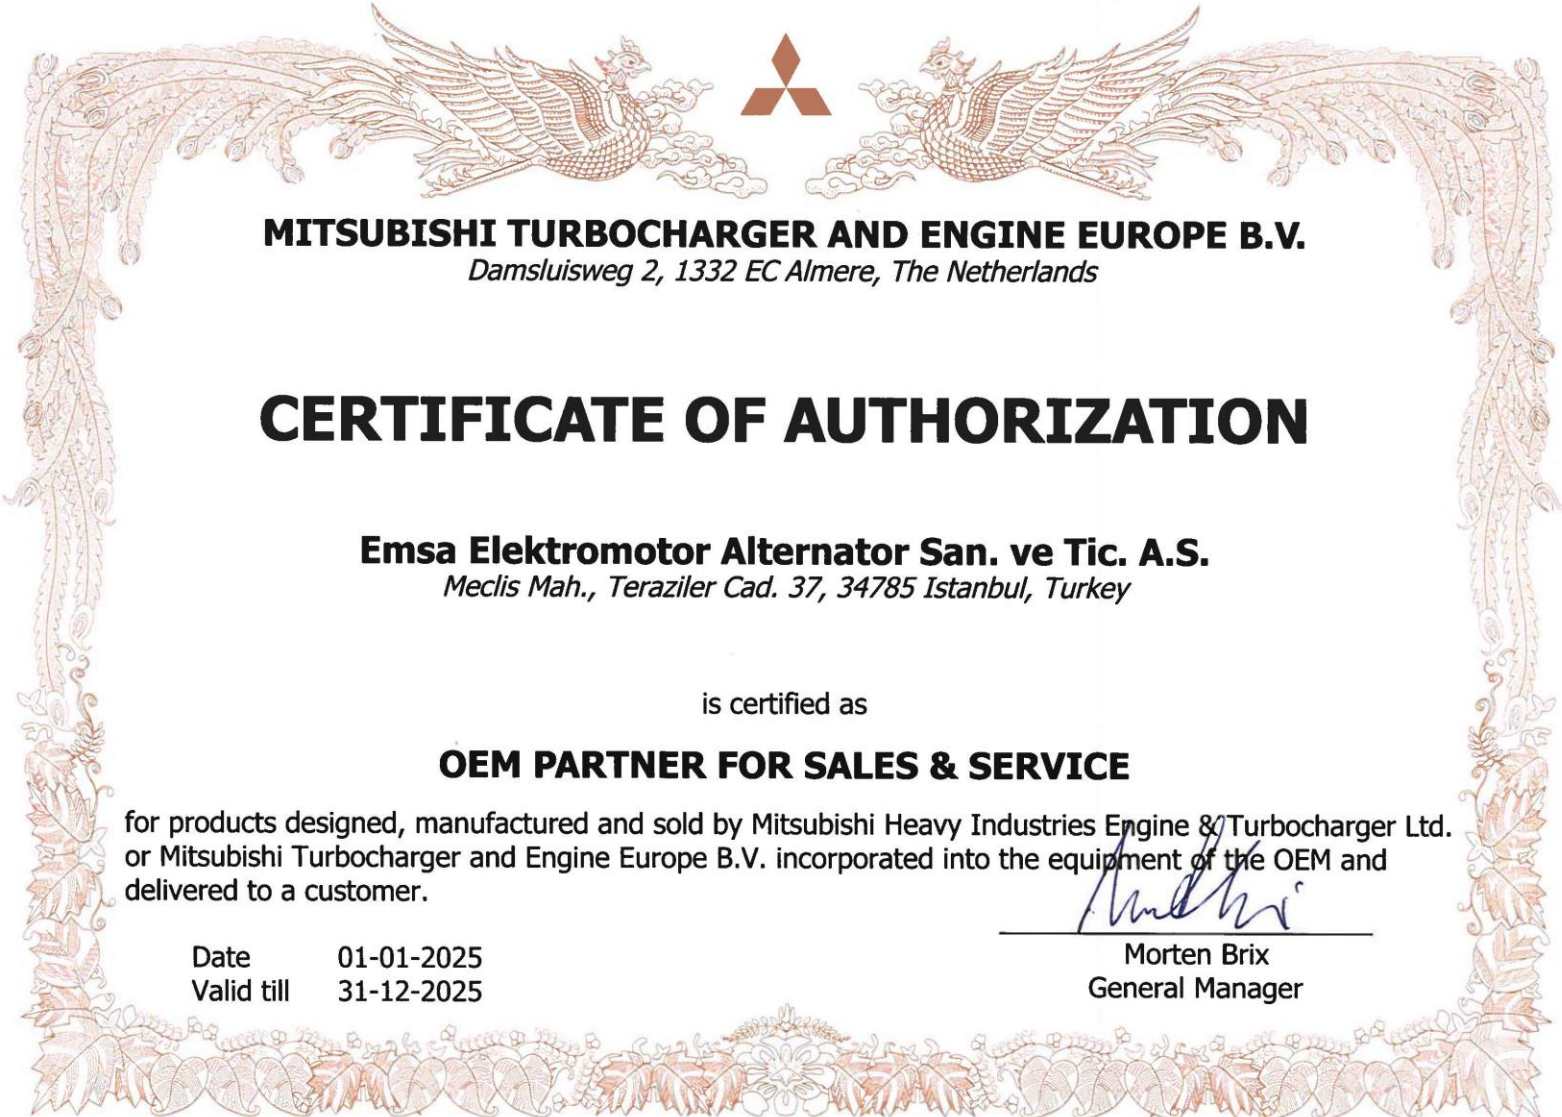 MITSUBISHI TURBOCHARGER AND ENGINE EUROPE B.V.
Damsluisweg 2, 1332 EC Almere, The Netherlands
CERTIFICATE OF AUTHORIZATION
Emsa Elektromotor Alternator San. ve Tic. A.S.
Meclis Mah., Teraziler Cad. 37, 34785 Istanbul, Turkey
is certified as
OEM PARTNER FOR SALES & SERVICE
for products designed, manufactured and sold by Mitsubishi Heavy Industries Engine & Turbocharger Ltd.
or Mitsubishi Turbocharger and Engine Europe B.V. incorporated into the equipment of the OEM and
delivered to a customer.
Date 01-01-2025
Valid till 31-12-2025
Morten Brix
General Manager